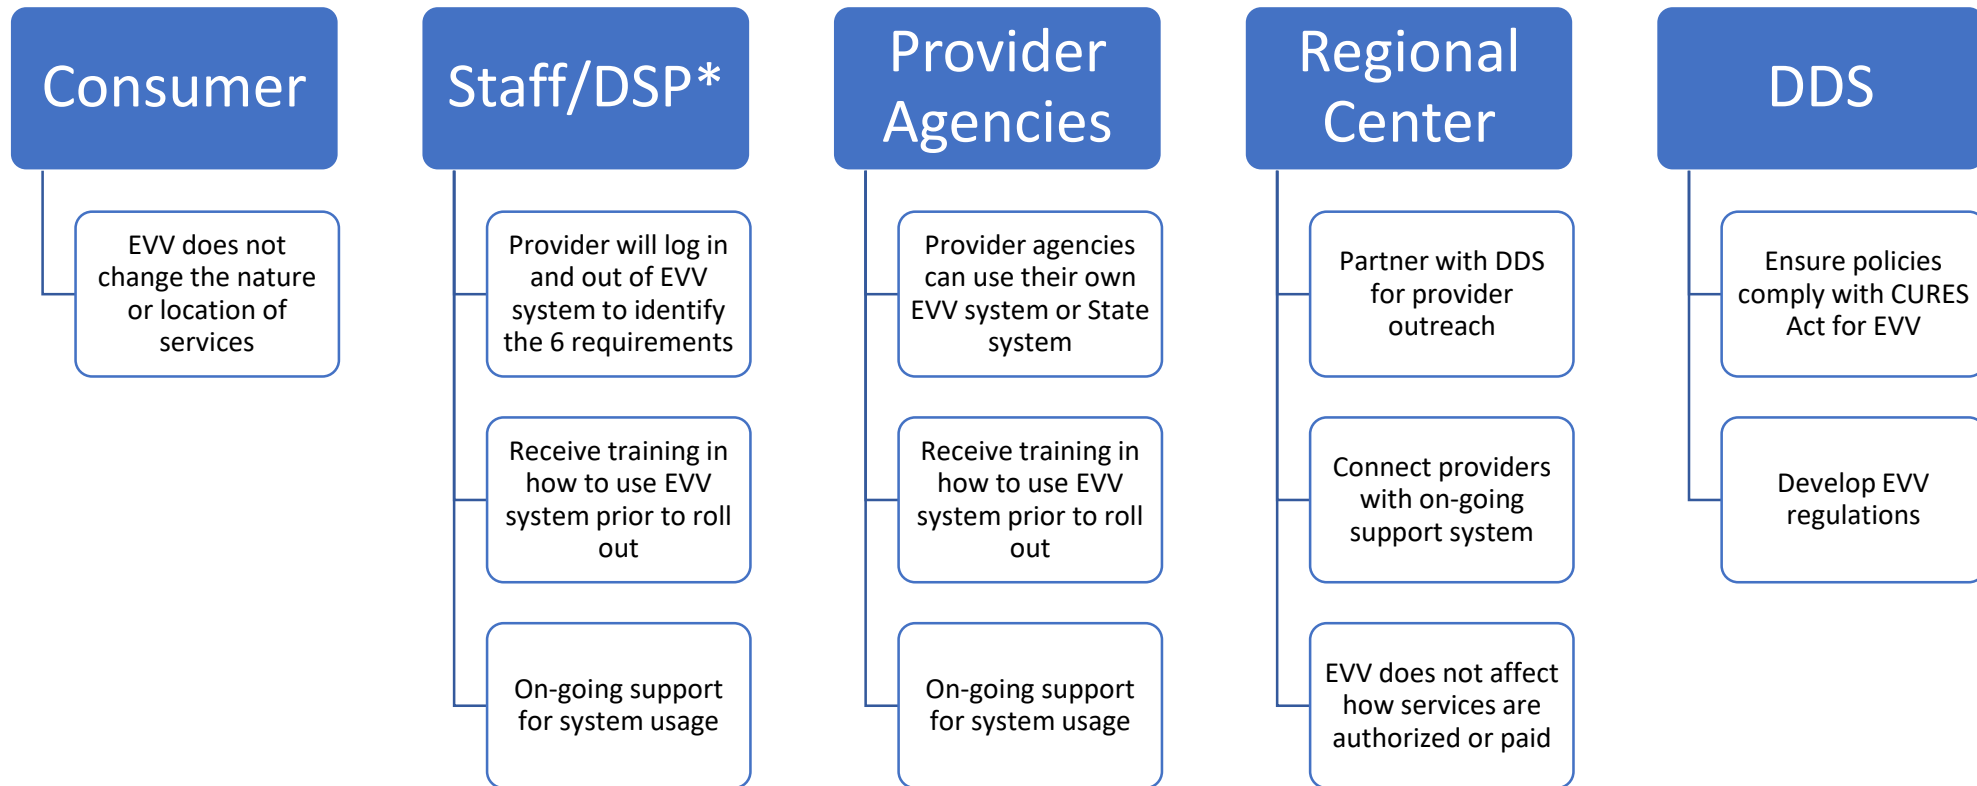 Consumer
EVV does not
change the nature
or location of
services
Staff/DSP*
Provider will log in
and out of EVV
system to identify
the 6 requirements
Receive training in
how to use EVV
system prior to roll
out
On-going support
for system usage
Provider
Agencies
Provider agencies
can use their own
EVV system or State
system
Receive training in
how to use EVV
system prior to roll
out
On-going support
for system usage
Regional
Center
Partner with DDS
for provider
outreach
Connect providers
with on-going
support system
EVV does not affect
how services are
authorized or paid
DDS
Ensure policies
comply with CURES
Act for EVV
Develop EVV
regulations